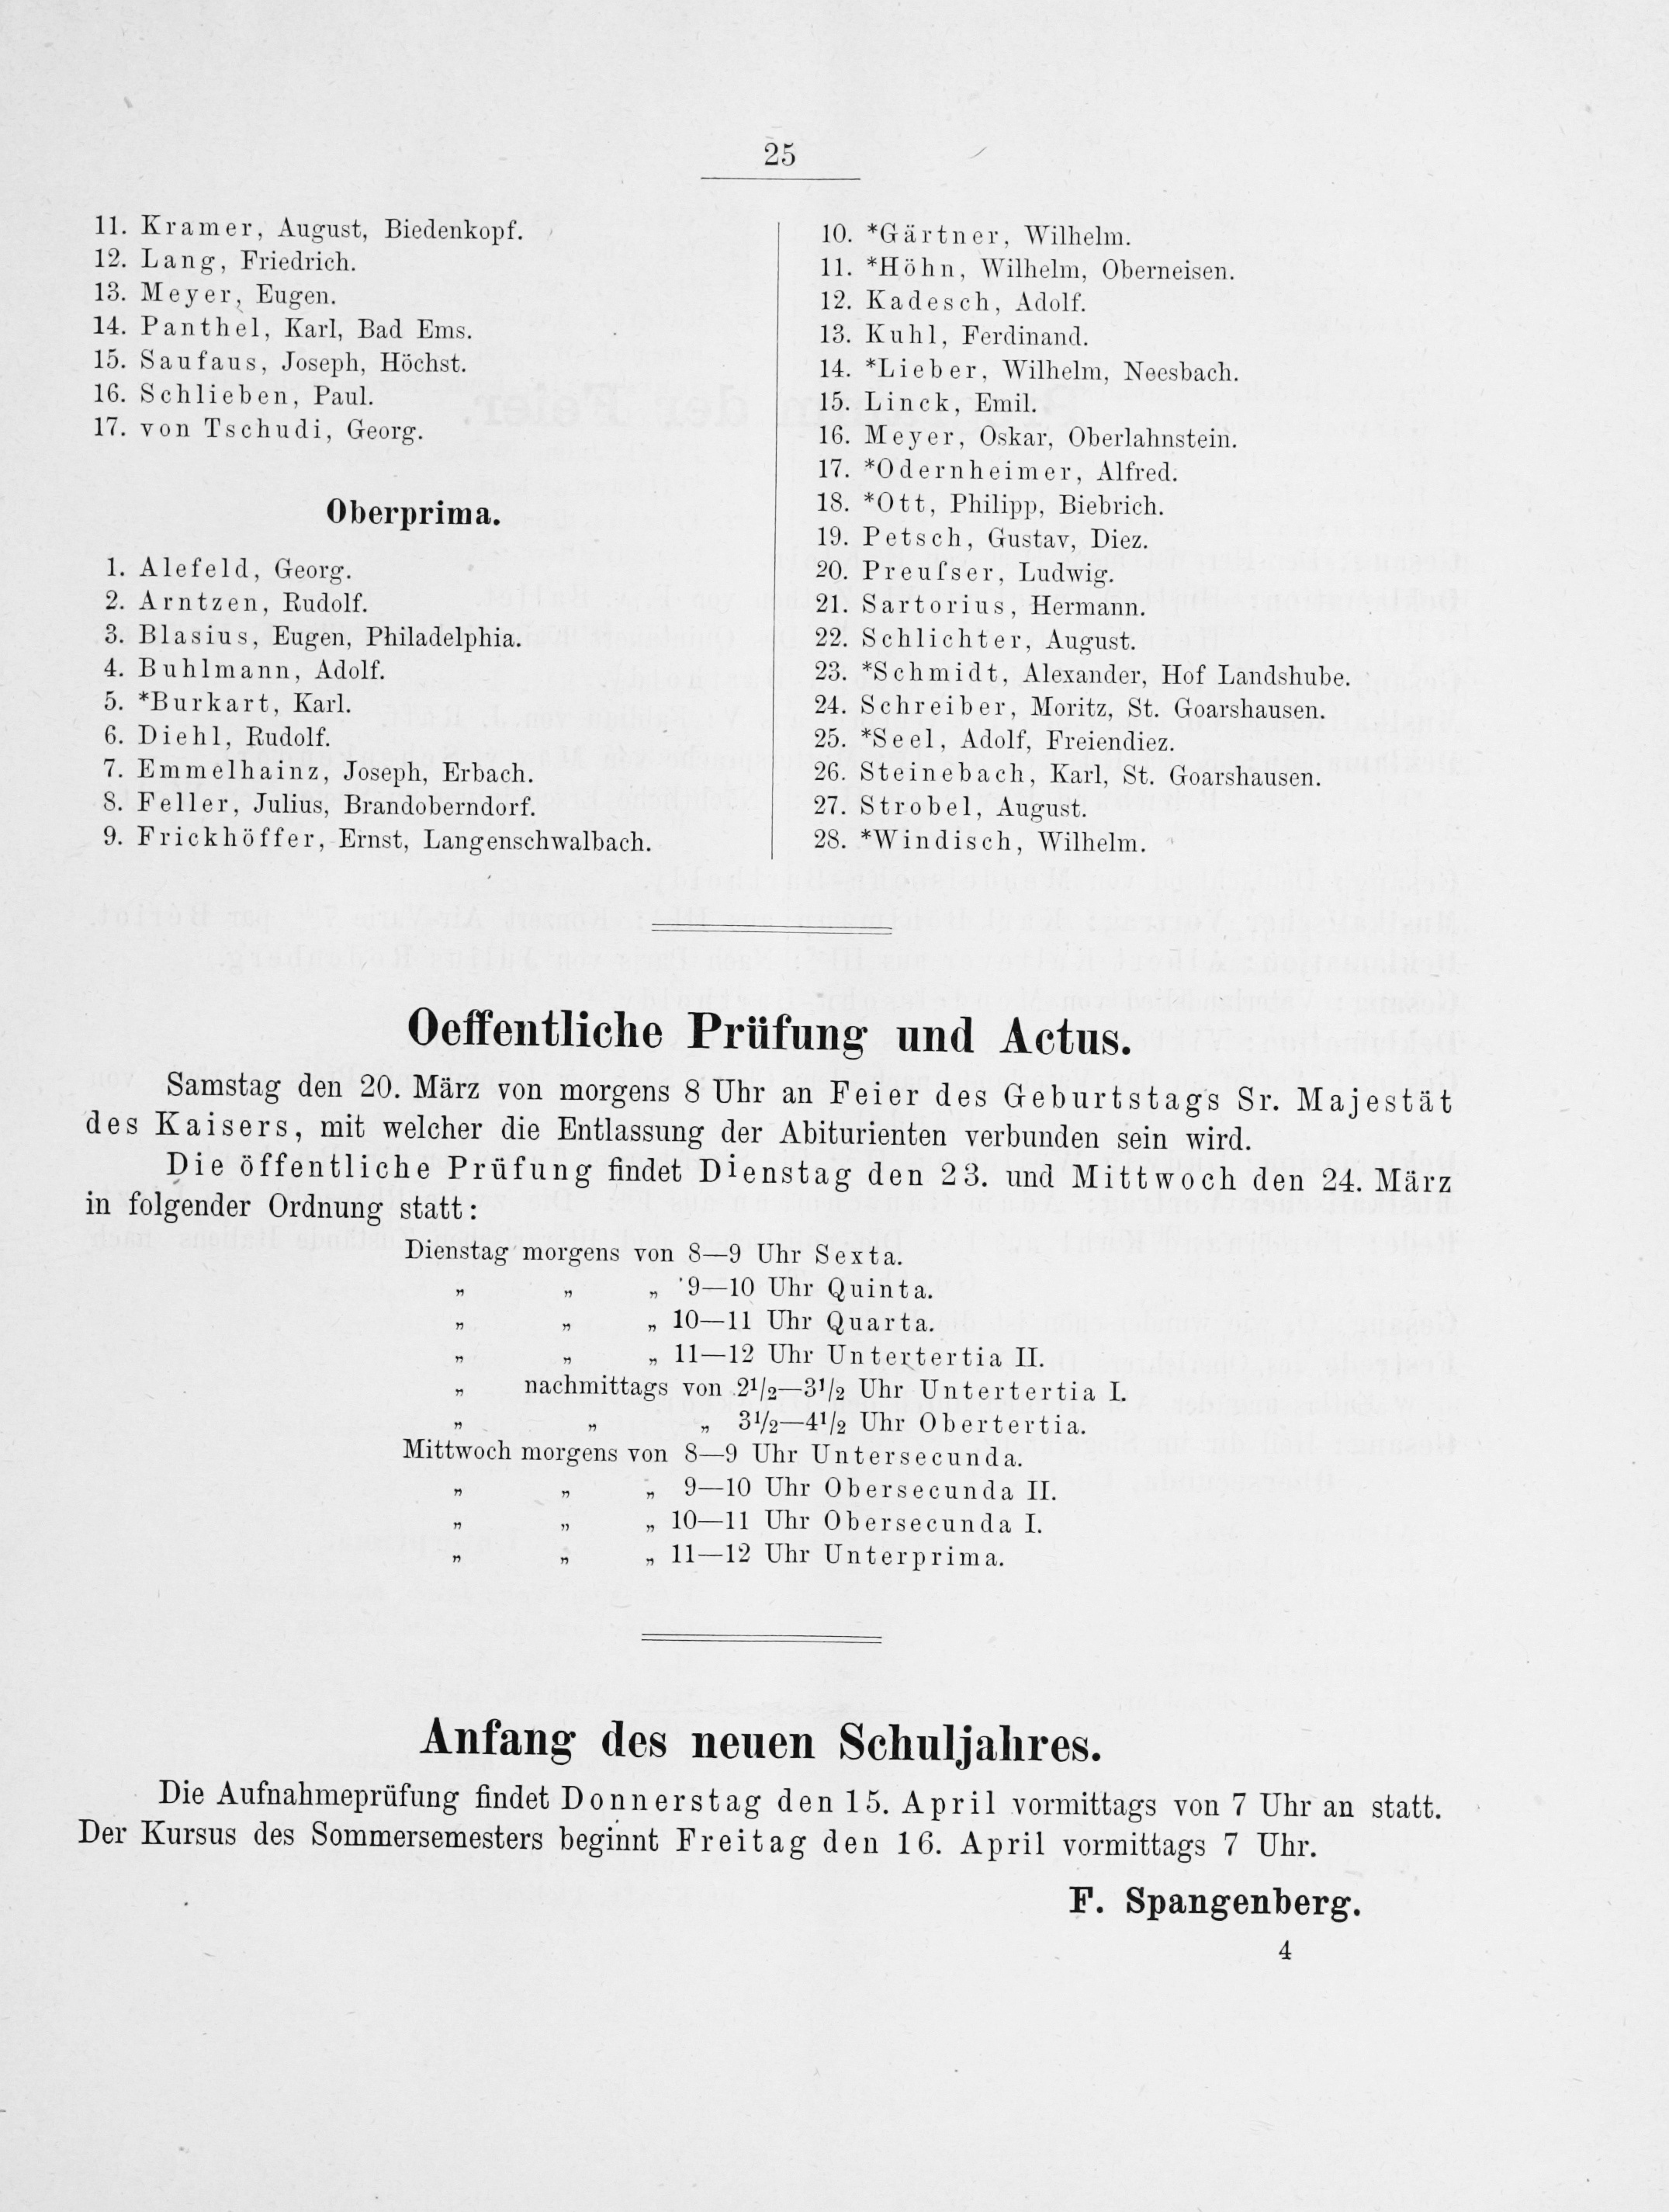 25
11. Kramer, August, Biedenkopf.
12. Lang, Friedrich.
13. Meyer, Eugen.
14. Panthel, Karl, Bad Ems.
15. Saufaus, Joseph, Höchst.
16. Schlieben, Paul.
17. von Tschudi, Georg.
Oberprima.
1. Alefeld, Georg.
2. Arntzen, Rudolf.
3. Blasius, Eugen, Philadelphia.
4. Buhlmann, Adolf.
5. *Burkart, Karl.
6. Diehl, Rudolf.
7. Emmelhainz, Joseph, Erbach.
8. Feller, Julius, Brandoberndorf.
9. Frickhöffer, Ernst, Langenschwalbach.
10. *Gärtner, Wilhelm.
11. *Höhn, Wilhelm, Oberneisen.
12. Kadesch, Adolf.
13. Kuhl, Ferdinand.
14. *Lieber, Wilhelm, Neesbach.
15. Linck, Emil.
16. Meyer, Oskar, Oberlahnstein.
17. *Odernheimer, Alfred.
18. *Ott, Philipp, Biebrich.
19. Petsch, Gustav, Diez.
20. Preuſser, Ludwig.
21. Sartorius, Hermann.
22. Schlichter, August.
23. *Schmidt, Alexander, Hof Landshube.
24. Schreiber, Moritz, St. Goarshausen.
25. *Seel, Adolf, Freiendiez.
26. Steinebach, Karl, St. Goarshausen.
27. Strobel, August.
28. *Windisch, Wilhelm.
Oeffentliche Prüfung und Actus.
Samstag den 20. März von morgens 8 Uhr an Feier des Geburtstags Sr. Majestät
des Kaisers, mit welcher die Entlassung der Abiturienten verbunden sein wird.
Die öffentliche Prüfung findet Dienstag den 23. und Mittwoch den 24. März
in folgender Ordnung statt:
Dienstag morgens von 8—9 Uhr Sexta.
„ „ „ 9—10 Uhr Quinta.
„ „ „ 10—11 Uhr Quarta.
„ „ „ 11—12 Uhr Untertertia II.
„ nachmittags von 2½—3½ Uhr Untertertia I.
„ „ „ 3½—4½ Uhr Obertertia.
Mittwoch morgens von 8—9 Uhr Untersecunda.
„ „ „ 9—10 Uhr Obersecunda II.
„ „ „ 10—11 Uhr Obersecunda I.
„ „ „ 11—12 Uhr Unterprima.
Anfang des neuen Schuljahres.
Die Aufnahmeprüfung findet Donnerstag den 15. April vormittags von 7 Uhr an statt.
Der Kursus des Sommersemesters beginnt Freitag den 16. April vormittags 7 Uhr.
F. Spangenberg.
4